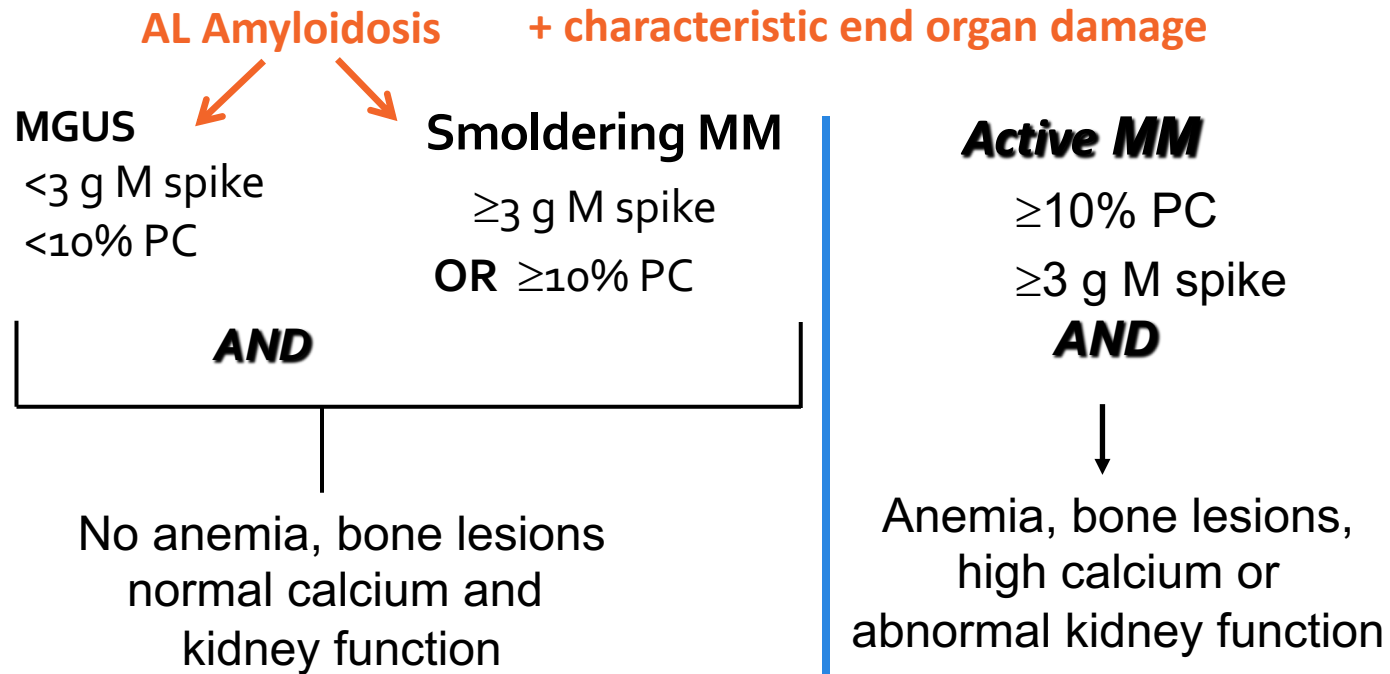 AL Amyloidosis + characteristic end organ damage
MGUS
<3 g M spike
<10% PC
Smoldering MM
≥3 g M spike
OR ≥10% PC
AND
No anemia, bone lesions
normal calcium and
kidney function
Active MM
≥10% PC
≥3 g M spike
AND
Anemia, bone lesions,
high calcium or
abnormal kidney function